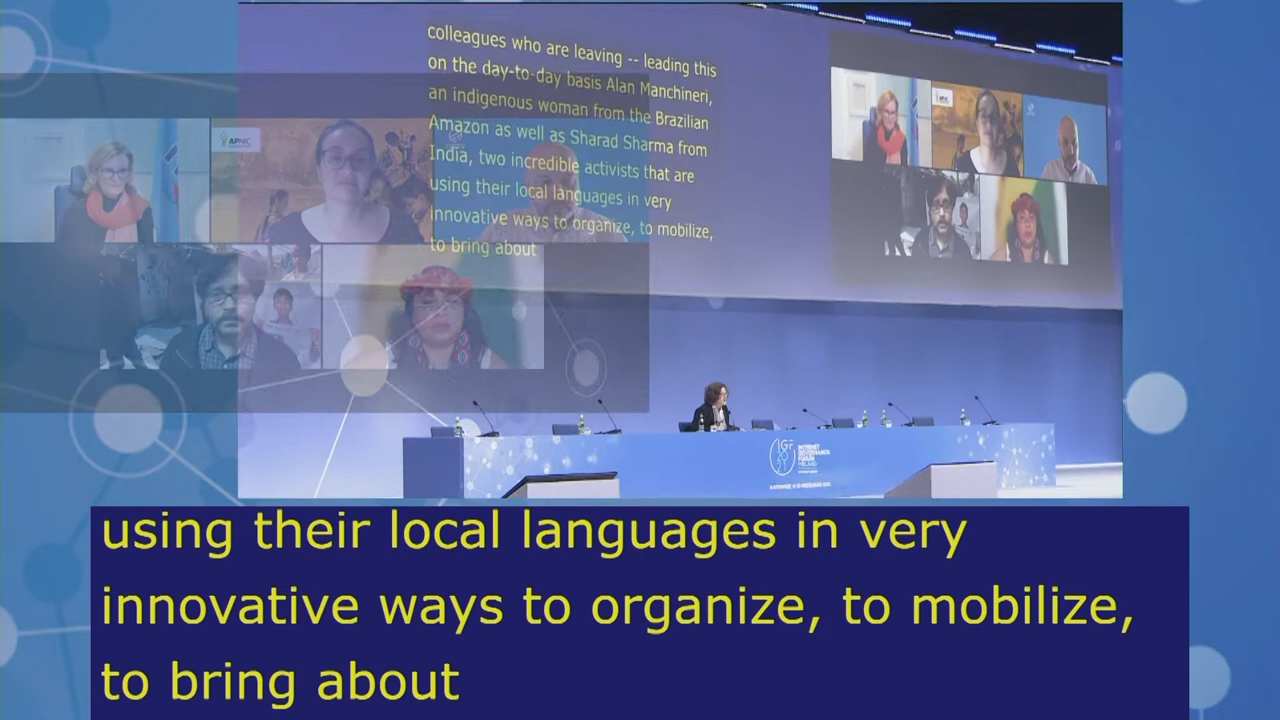 colleagues who are leaving -- leading this
on the day-to-day basis Alan Manchineri,
an indigenous woman from the Brazilian
Amazon as well as Sharad Sharma from
India, two incredible activists that are
using their local languages in very
innovative ways to organize, to mobilize,
to bring about
APNIC
IGF
2021
INTERNET
GOVERNANCE
FORUM
POLAND
using their local languages in very
innovative ways to organize, to mobilize,
to bring about